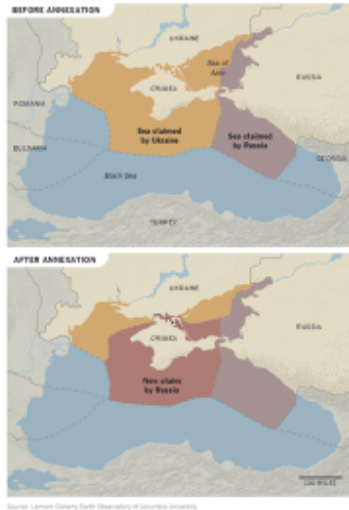 BEFORE ANNEXATION
UKRAINE
Sea of
Azov
CRIMEA
RUSSIA
ROMANIA
Sea claimed
by Ukraine
Sea claimed
by Russia
BULGARIA
GEORGIA
Black Sea
TURKEY
AFTER ANNEXATION
UKRAINE
RUSSIA
CRIMEA
New claim
by Russia
100 MILES
Source: Lamont-Doherty Earth Observatory of Columbia University